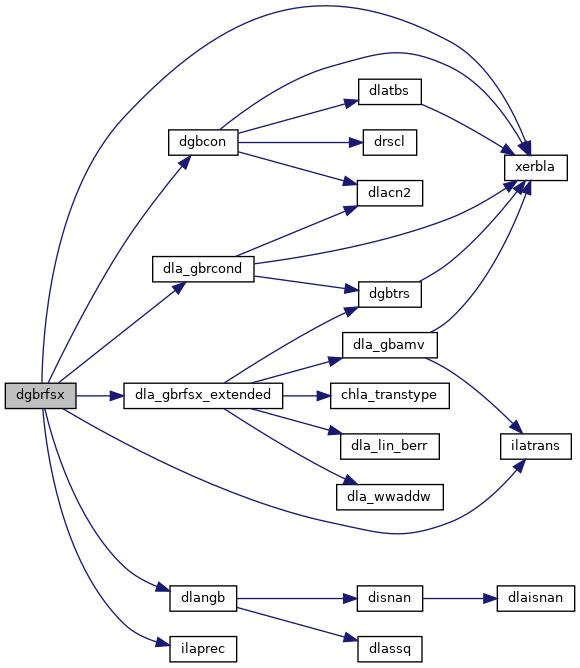 dlatbs
dgbcon
drscl
xerbla
dlacn2
dla_gbrcond
dgbtrs
dla_gbamv
dgbrfsx
dla_gbrfsx_extended
chla_transtype
dla_lin_berr
ilatrans
dla_wwaddw
dlangb
disnan
dlaisnan
ilaprec
dlassq